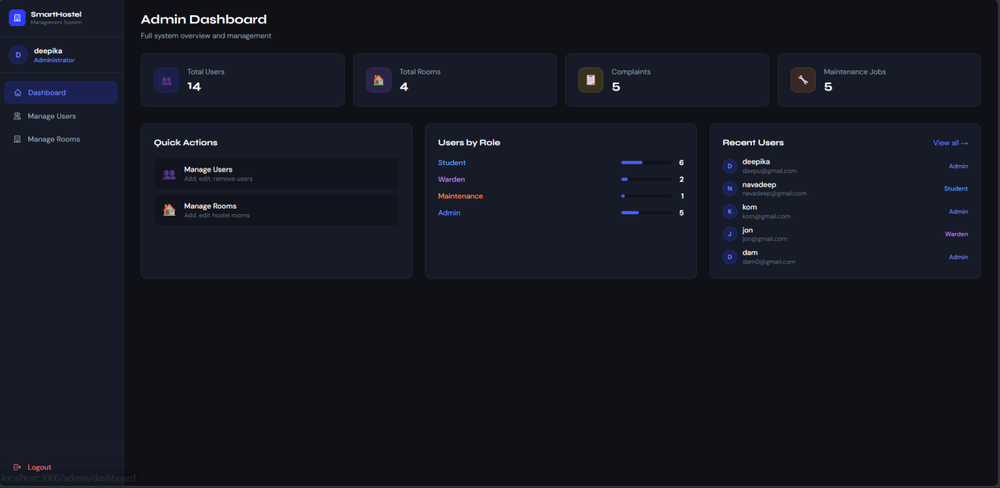 SmartHostel
Management System
D
deepika
Administrator
Dashboard
Manage Users
Manage Rooms
Logout
localhost:3000/admin/dashboard
Admin Dashboard
Full system overview and management
Total Users
14
Total Rooms
4
Complaints
5
Maintenance Jobs
5
Quick Actions
Manage Users
Add, edit, remove users
Manage Rooms
Add, edit hostel rooms
Users by Role
Student 6
Warden 2
Maintenance 1
Admin 5
Recent Users View all →
D deepika Admin
deepu@gmail.com
N navadeep Student
navadeep@gmail.com
K kom Admin
kom@gmail.com
J jon Warden
jon@gmail.com
D dam Admin
dam0@gmail.com